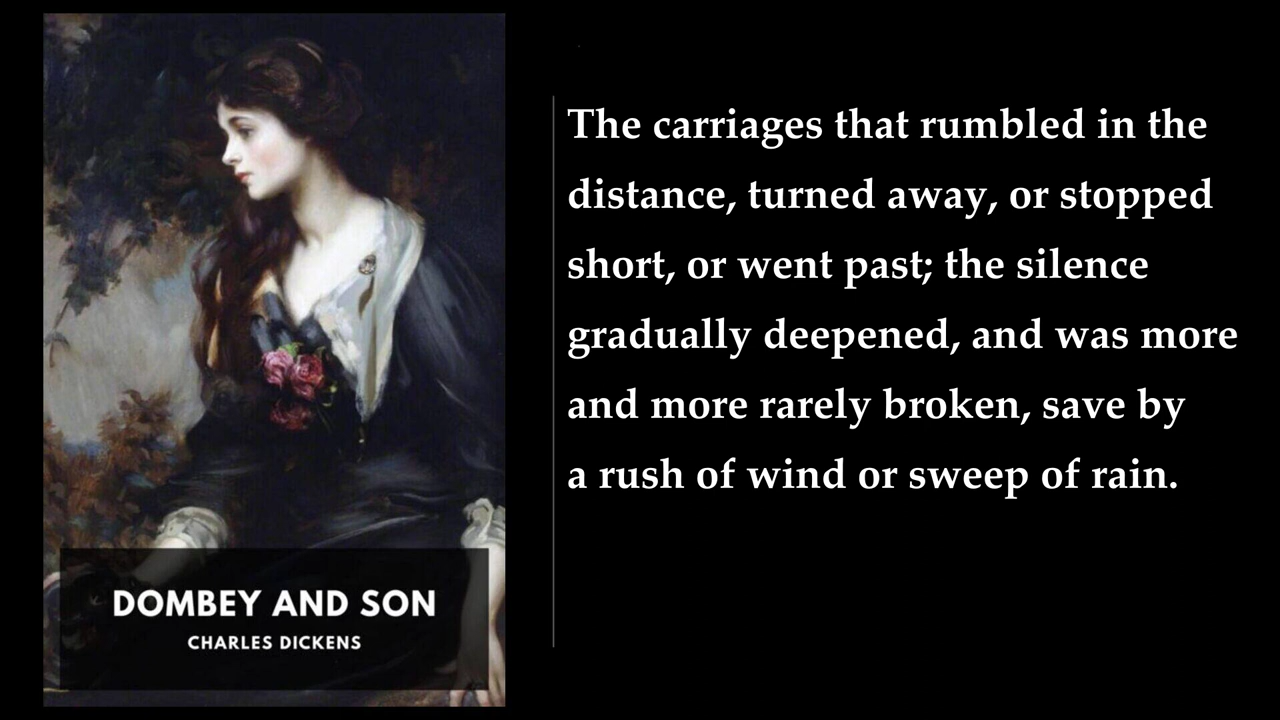 The carriages that rumbled in the
distance, turned away, or stopped
short, or went past; the silence
gradually deepened, and was more
and more rarely broken, save by
a rush of wind or sweep of rain.
DOMBEY AND SON
CHARLES DICKENS